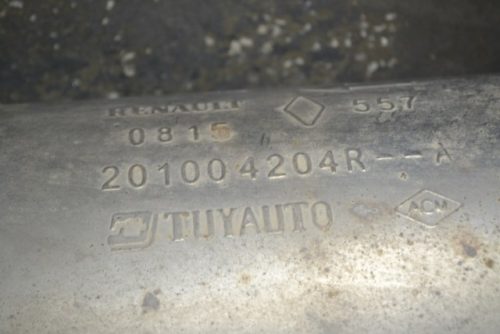 RENAULT 557
0815
201004204R--A
TUYAUTO ACM